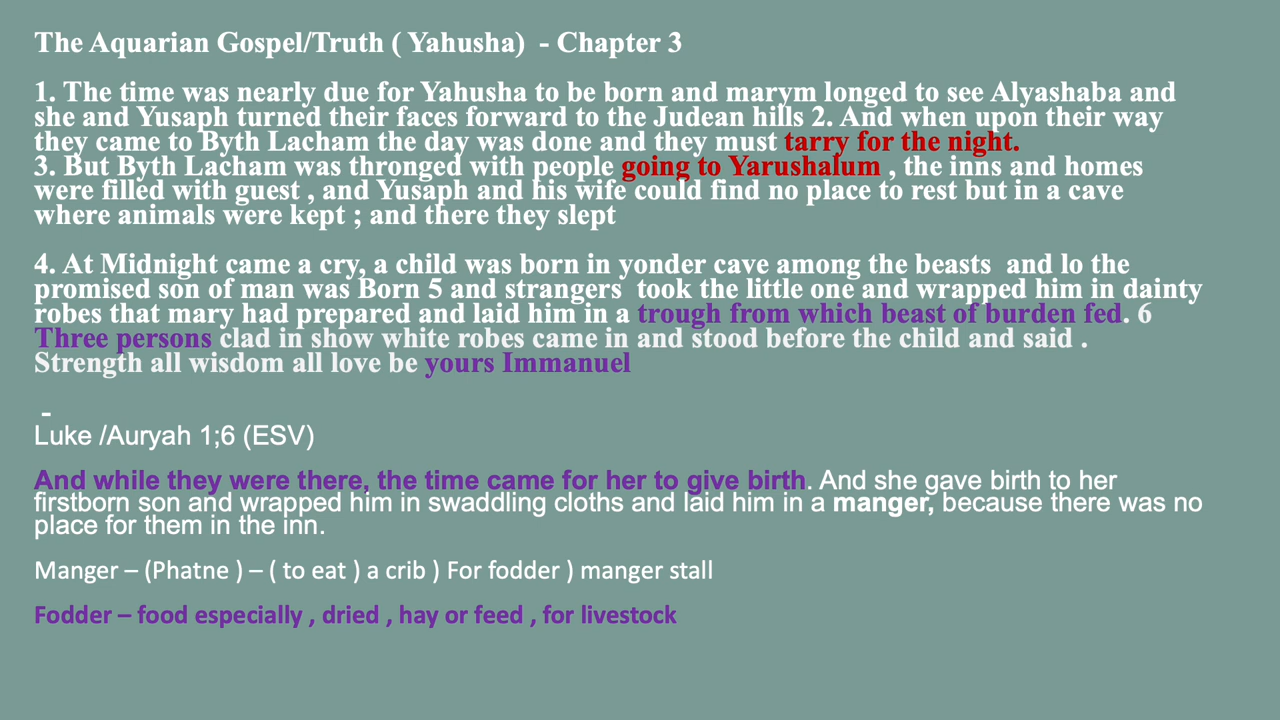 The Aquarian Gospel/Truth ( Yahusha)  - Chapter 3
1. The time was nearly due for Yahusha to be born and marym longed to see Alyashaba and
she and Yusaph turned their faces forward to the Judean hills 2. And when upon their way
they came to Byth Lacham the day was done and they must tarry for the night.
3. But Byth Lacham was thronged with people going to Yarushalum , the inns and homes
were filled with guest , and Yusaph and his wife could find no place to rest but in a cave
where animals were kept ; and there they slept
4. At Midnight came a cry, a child was born in yonder cave among the beasts  and lo the
promised son of man was Born 5 and strangers  took the little one and wrapped him in dainty
robes that mary had prepared and laid him in a trough from which beast of burden fed. 6
Three persons clad in show white robes came in and stood before the child and said .
Strength all wisdom all love be yours Immanuel
-
Luke /Auryah 1;6 (ESV)
And while they were there, the time came for her to give birth. And she gave birth to her
firstborn son and wrapped him in swaddling cloths and laid him in a manger, because there was no
place for them in the inn.
Manger – (Phatne ) – ( to eat ) a crib ) For fodder ) manger stall
Fodder – food especially , dried , hay or feed , for livestock